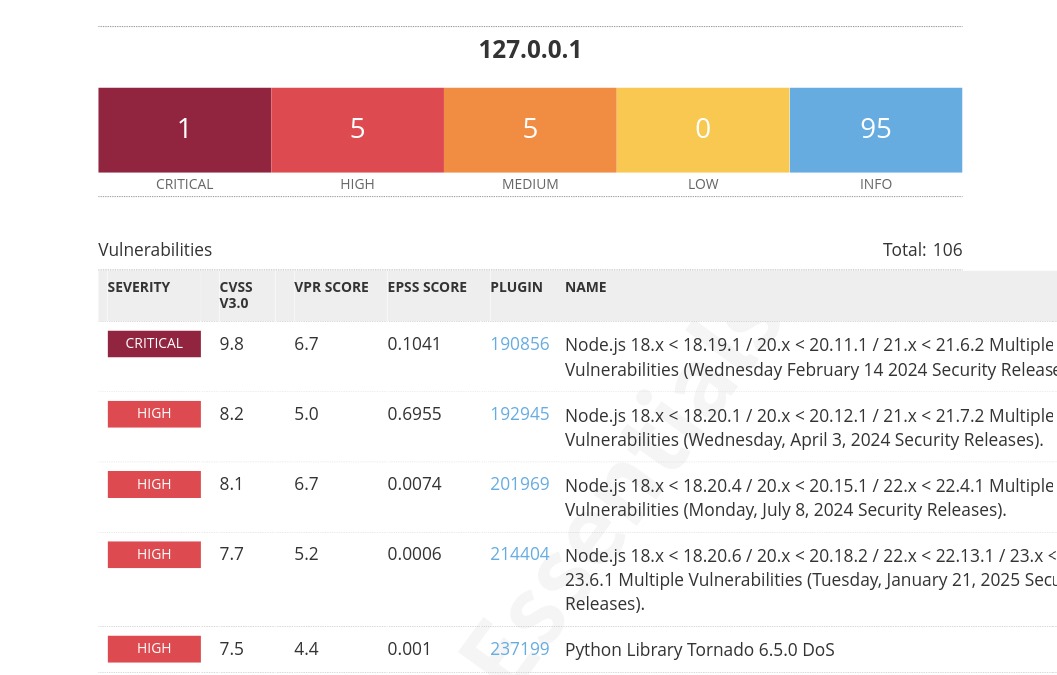 127.0.0.1
1 5 5 0 95
CRITICAL HIGH MEDIUM LOW INFO
Vulnerabilities Total: 106
SEVERITY CVSS V3.0 VPR SCORE EPSS SCORE PLUGIN NAME
CRITICAL 9.8 6.7 0.1041 190856 Node.js 18.x < 18.19.1 / 20.x < 20.11.1 / 21.x < 21.6.2 Multiple
Vulnerabilities (Wednesday February 14 2024 Security Release
HIGH 8.2 5.0 0.6955 192945 Node.js 18.x < 18.20.1 / 20.x < 20.12.1 / 21.x < 21.7.2 Multiple
Vulnerabilities (Wednesday, April 3, 2024 Security Releases).
HIGH 8.1 6.7 0.0074 201969 Node.js 18.x < 18.20.4 / 20.x < 20.15.1 / 22.x < 22.4.1 Multiple
Vulnerabilities (Monday, July 8, 2024 Security Releases).
HIGH 7.7 5.2 0.0006 214404 Node.js 18.x < 18.20.6 / 20.x < 20.18.2 / 22.x < 22.13.1 / 23.x <
23.6.1 Multiple Vulnerabilities (Tuesday, January 21, 2025 Secu
Releases).
HIGH 7.5 4.4 0.001 237199 Python Library Tornado 6.5.0 DoS
Essentials